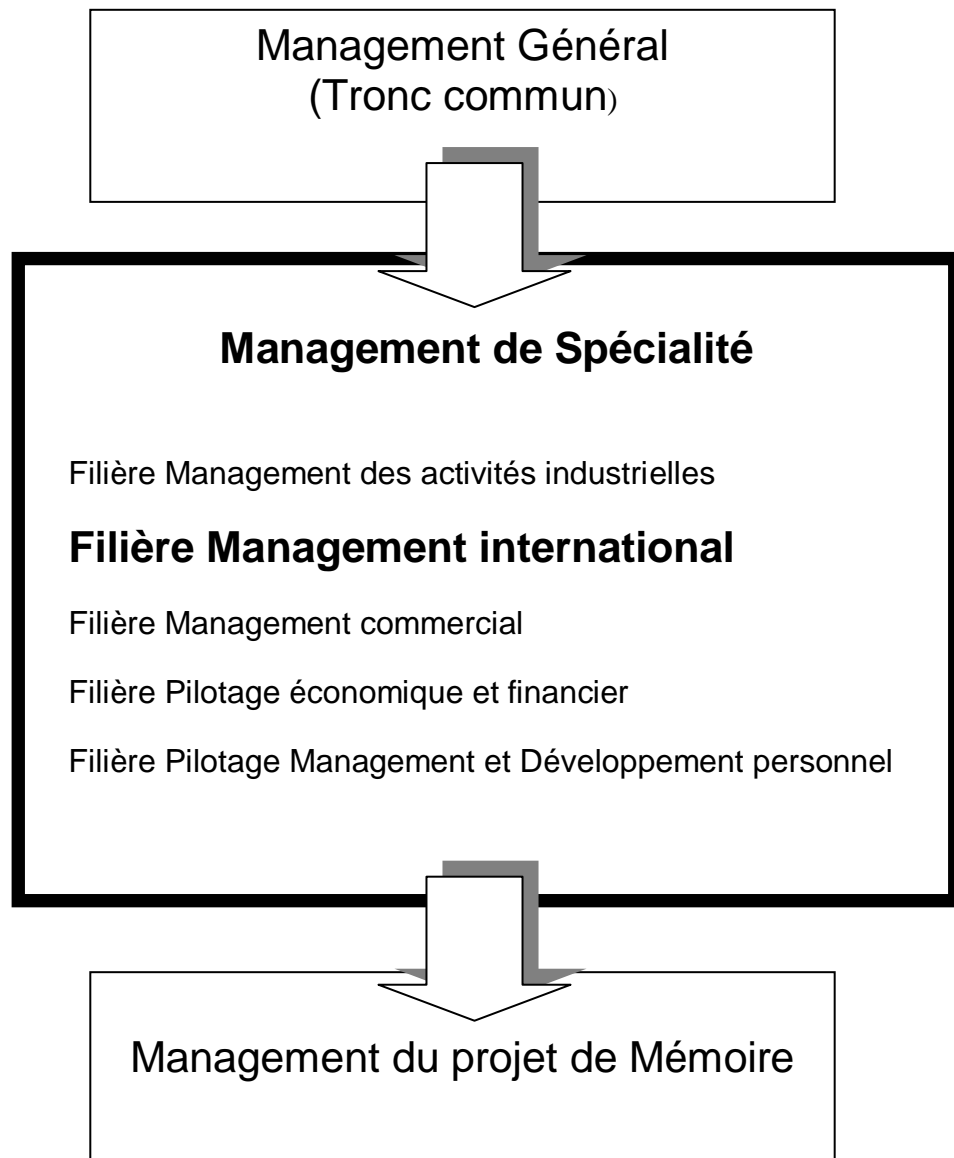 Management Général
(Tronc commun)
Management de Spécialité
Filière Management des activités industrielles
Filière Management international
Filière Management commercial
Filière Pilotage économique et financier
Filière Pilotage Management et Développement personnel
Management du projet de Mémoire